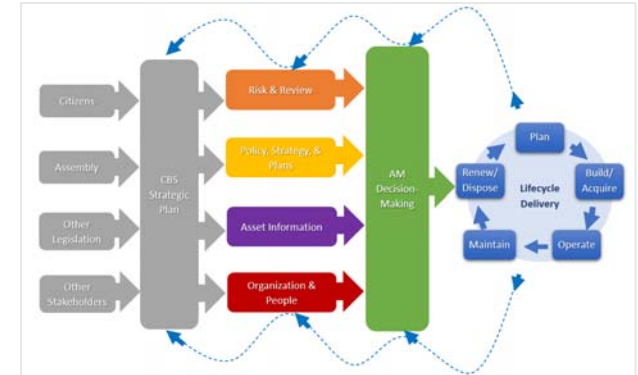 Citizens
Assembly
Other
Legislation
Other
Stakeholders
CBS
Strategic
Plan
Risk & Review
Policy, Strategy, &
Plans
Asset Information
Organization &
People
AM
Decision-
Making
Plan
Build/
Acquire
Operate
Maintain
Renew/
Dispose
Lifecycle
Delivery